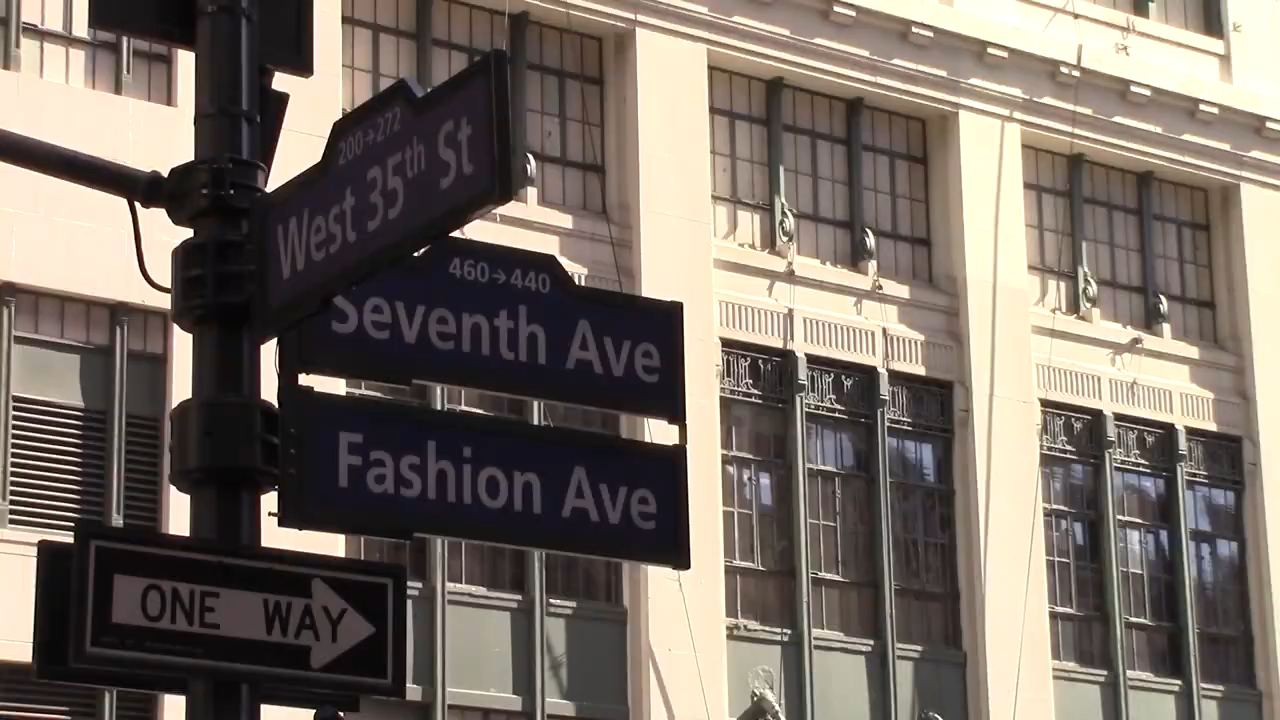 200→272
West 35th St
460→440
Seventh Ave
Fashion Ave
ONE WAY